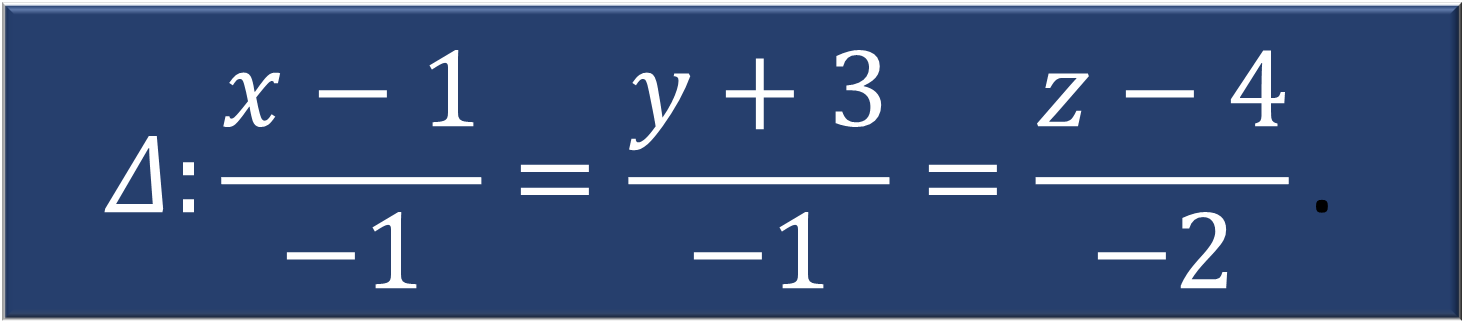 Δ: (x − 1)/(−1) = (y + 3)/(−1) = (z − 4)/(−2) .